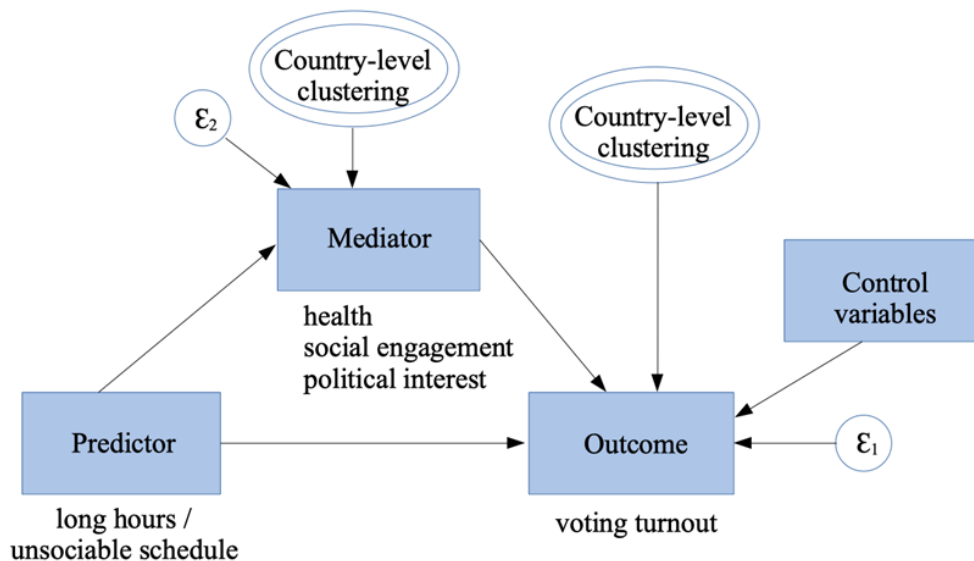 Country-level
clustering
ε2
Country-level
clustering
Mediator
Control
variables
health
social engagement
political interest
Predictor
Outcome
ε1
long hours /
unsociable schedule
voting turnout